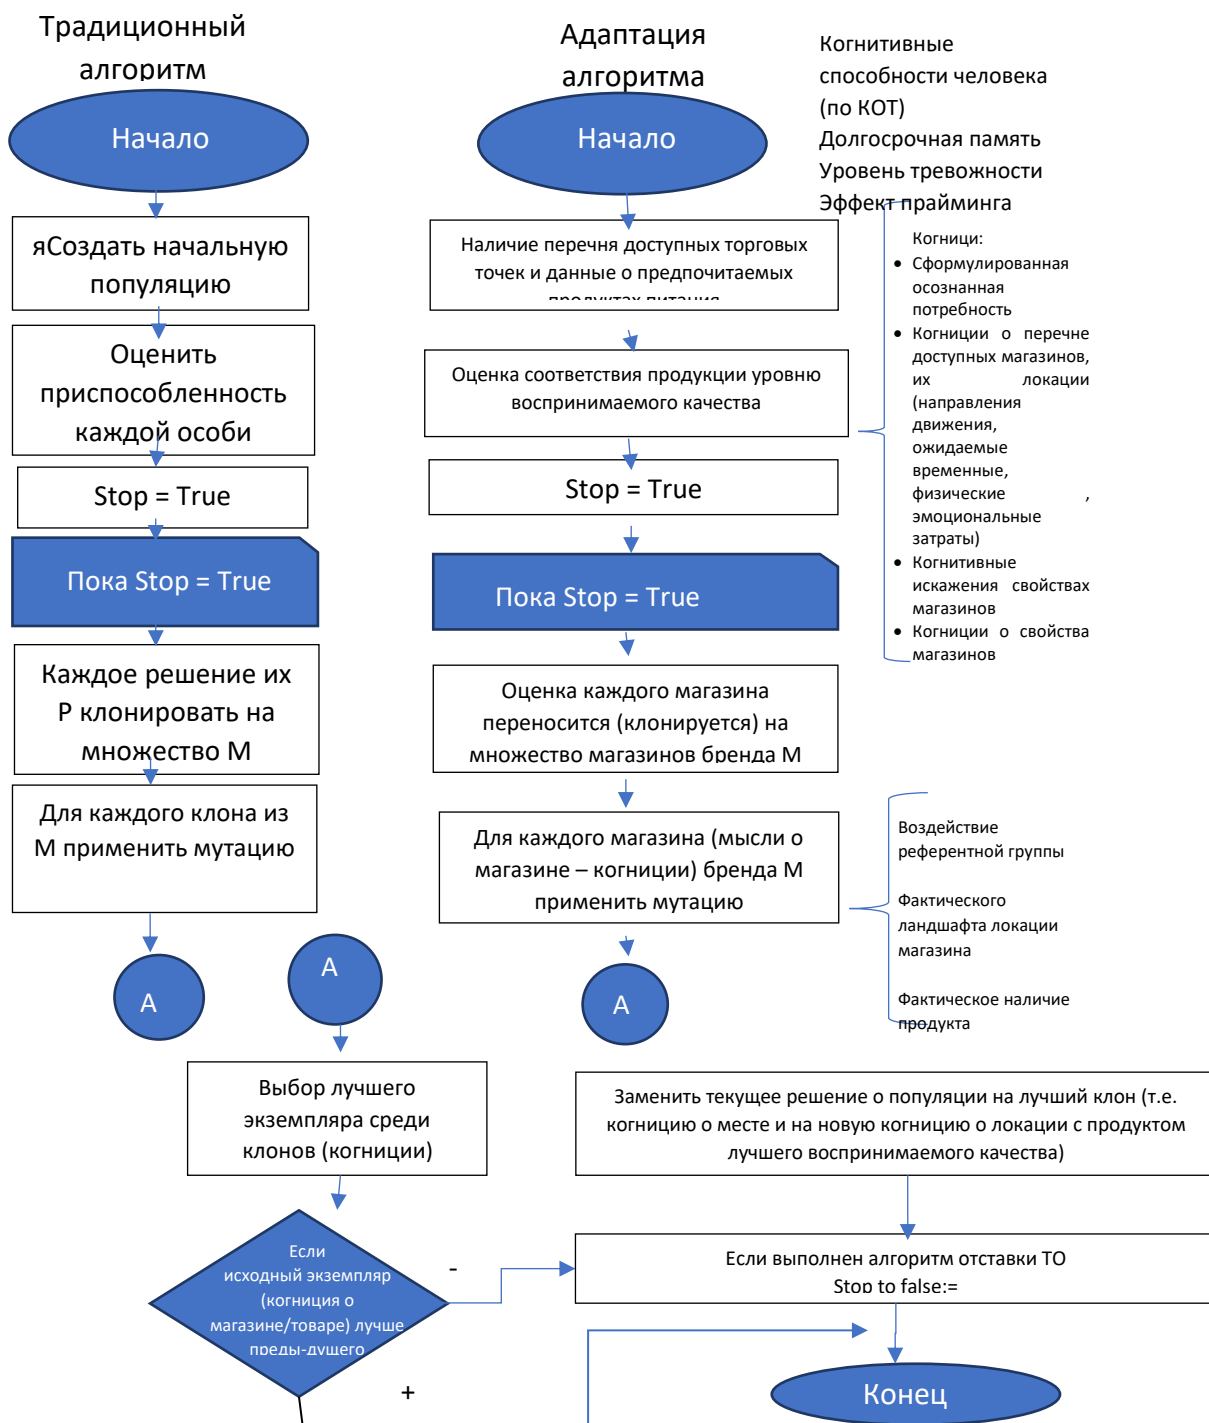 Традиционный
алгоритм
Начало
яСоздать начальную
популяцию
Оценить
приспособленность
каждой особи
Stop = True
Пока Stop = True
Каждое решение их
Р клонировать на
множество М
Для каждого клона из
М применить мутацию
А
Адаптация
алгоритма
Начало
Наличие перечня доступных торговых
точек и данные о предпочитаемых
продуктах питания
Оценка соответствия продукции уровню
воспринимаемого качества
Stop = True
Пока Stop = True
Оценка каждого магазина
переносится (клонируется) на
множество магазинов бренда М
Для каждого магазина (мысли о
магазине – когниции) бренда М
применить мутацию
А
Когнитивные
способности человека
(по КОТ)
Долгосрочная память
Уровень тревожности
Эффект прайминга
Когници:
• Сформулированная
осознанная
потребность
• Когниции о перечне
доступных магазинов,
их локации
(направления
движения,
ожидаемые
временные,
физические ,
эмоциональные
затраты)
• Когнитивные
искажения свойствах
магазинов
• Когниции о свойства
магазинов
Воздействие
референтной группы
Фактического
ландшафта локации
магазина
Фактическое наличие
продукта
А
Выбор лучшего
экземпляра среди
клонов (когниции)
Если
исходный экземпляр
(когниция о
магазине/товаре) лучше
преды-дущего
-
+
Заменить текущее решение о популяции на лучший клон (т.е.
когницию о месте и на новую когницию о локации с продуктом
лучшего воспринимаемого качества)
Если выполнен алгоритм отставки ТО
Stop to false:=
Конец